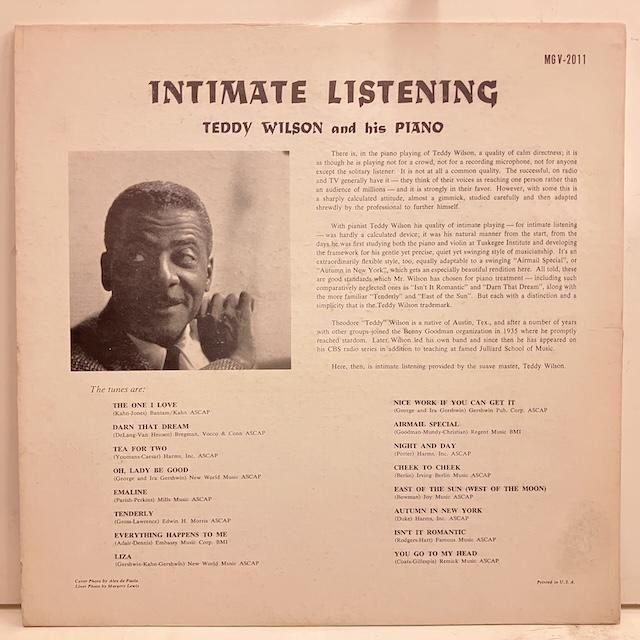 MGV-2011
INTIMATE LISTENING
TEDDY WILSON and his PIANO
There is, in the piano playing of Teddy Wilson, a quality of calm directness; it is
as though he is playing not for a crowd, not for a recording microphone, not for anyone
except the solitary listener. It is not at all a common quality. The successful, on radio
and TV generally have it — they think of their voices as reaching one person rather than
an audience of millions — and it is strongly in their favor. However, with some this is
a sharply calculated attitude, almost a gimmick, studied carefully and then adapted
shrewdly by the professional to further himself.
With pianist Teddy Wilson his quality of intimate playing — for intimate listening
— was hardly a calculated device; it was his natural manner from the start, from the
days he was first studying both the piano and violin at Tuskegee Institute and developing
the framework for his gentle yet precise, quiet yet swinging style of musicianship. It's an
extraordinarily flexible style, too, equally adaptable to a swinging "Airmail Special", or
"Autumn in New York", which gets an especially beautiful rendition here. All told, these
are good standards which Mr. Wilson has chosen for piano treatment — including such
comparatively neglected ones as "Isn't It Romantic" and "Darn That Dream", along with
the more familiar "Tenderly" and "East of the Sun". But each with a distinction and a
simplicity that is the Teddy Wilson trademark.
Theodore "Teddy" Wilson is a native of Austin, Tex., and after a number of years
with other groups joined the Benny Goodman organization in 1935 where he promptly
reached stardom. Later, Wilson led his own band and since then he has appeared on
his CBS radio series in addition to teaching at famed Julliard School of Music.
Here, then, is intimate listening provided by the suave master, Teddy Wilson.
The tunes are:
THE ONE I LOVE
(Kahn-Jones) Bantam/Kahn ASCAP
DARN THAT DREAM
(DeLang-Van Heusen) Bregman, Vocco & Conn ASCAP
TEA FOR TWO
(Youmans-Caesar) Harms, Inc. ASCAP
OH, LADY BE GOOD
(George and Ira Gershwin) New World Music ASCAP
EMALINE
(Parish-Perkins) Mills Music ASCAP
TENDERLY
(Gross-Lawrence) Edwin H. Morris ASCAP
EVERYTHING HAPPENS TO ME
(Adair-Dennis) Embassy Music Corp. BMI
LIZA
(Gershwin-Kahn-Gershwin) New World Music ASCAP
NICE WORK IF YOU CAN GET IT
(George and Ira Gershwin) Gershwin Pub. Corp. ASCAP
AIRMAIL SPECIAL
(Goodman-Mundy-Christian) Regent Music BMI
NIGHT AND DAY
(Porter) Harms, Inc. ASCAP
CHEEK TO CHEEK
(Berlin) Irving Berlin Music ASCAP
EAST OF THE SUN (WEST OF THE MOON)
(Bowman) Joy Music ASCAP
AUTUMN IN NEW YORK
(Duke) Harms, Inc. ASCAP
ISN'T IT ROMANTIC
(Rodgers-Hart) Famous Music ASCAP
YOU GO TO MY HEAD
(Coats-Gillespie) Remick Music ASCAP
Cover Photo by Alex de Paola
Liner Photo by Margery Lewis
Printed in U.S.A.